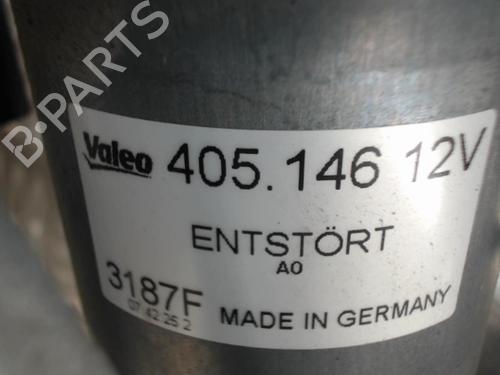 B-PARTS
Valeo 405.146 12V
ENTSTÖRT
A0
3187F
07 42 25 2
MADE IN GERMANY